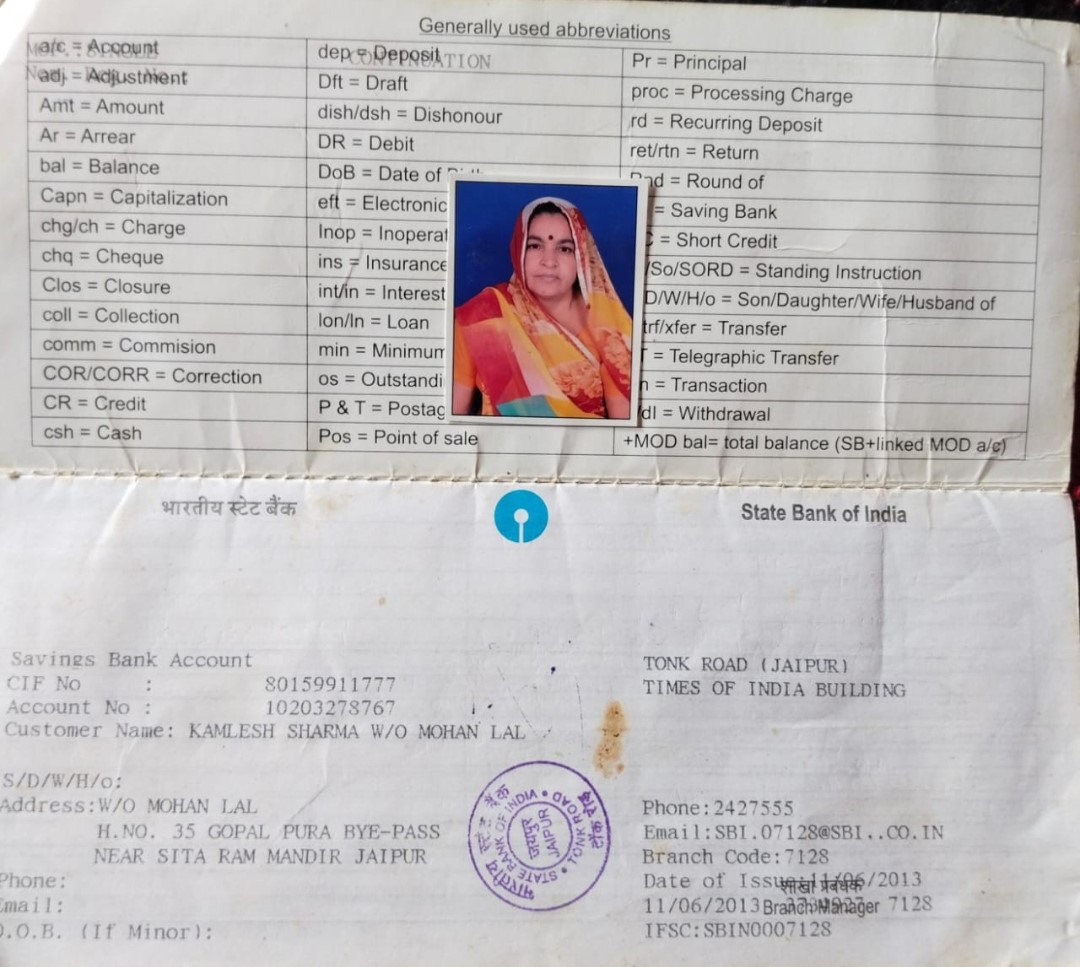 Generally used abbreviations
a/c = Account
adj = Adjustment
Amt = Amount
Ar = Arrear
bal = Balance
Capn = Capitalization
chg/ch = Charge
chq = Cheque
Clos = Closure
coll = Collection
comm = Commision
COR/CORR = Correction
CR = Credit
csh = Cash
dep = Deposit
CONTINUATION
Dft = Draft
dish/dsh = Dishonour
DR = Debit
DoB = Date of
eft = Electronic
Inop =
ins = Insurance
int/in = Interest
lon/ln = Loan
min = Minimum
os =
P & T =
Pos = Point of sale
Pr = Principal
proc = Processing Charge
rd = Recurring Deposit
ret/rtn = Return
= Round of
= Saving Bank
= Short Credit
/So/SORD = Standing Instruction
D/W/H/o = Son/Daughter/Wife/Husband of
trf/xfer = Transfer
= Telegraphic Transfer
= Transaction
= Withdrawal
+MOD bal= total balance (SB+linked MOD a/c)
भारतीय स्टेट बैंक
State Bank of India
Savings Bank Account
CIF No : 80159911777
Account No : 10203278767
Customer Name: KAMLESH SHARMA W/O MOHAN LAL
S/D/W/H/o:
Address:W/O MOHAN LAL
H.NO. 35 GOPAL PURA BYE-PASS
NEAR SITA RAM MANDIR JAIPUR
Phone:
Email:
D.O.B. (If Minor):
TONK ROAD (JAIPUR)
TIMES OF INDIA BUILDING
भारतीय स्टेट बैंक
STATE BANK OF INDIA
TONK ROAD
टोंक रोड
जयपुर
JAIPUR
Phone:2427555
Email:SBI.07128@SBI..CO.IN
Branch Code:7128
Date of Issue:11/06/2013
शाखा प्रबंधक
11/06/2013 7128
Branch Manager
IFSC:SBIN0007128